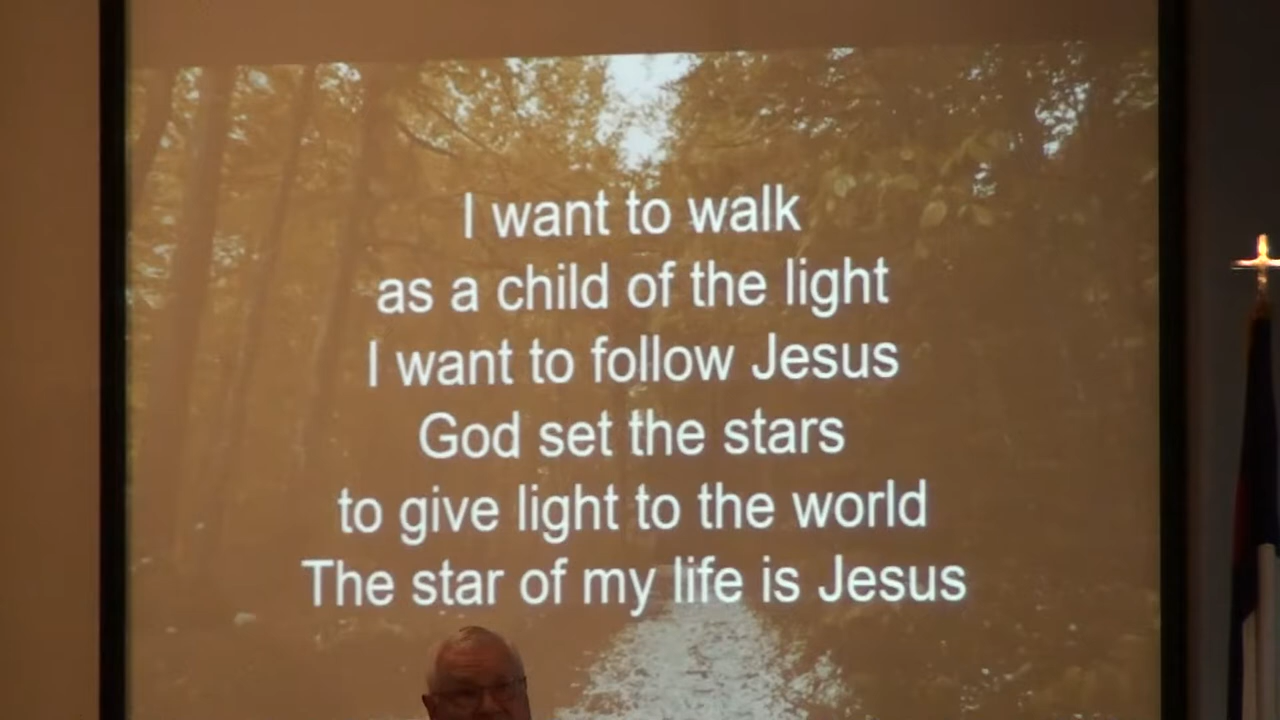 I want to walk
as a child of the light
I want to follow Jesus
God set the stars
to give light to the world
The star of my life is Jesus